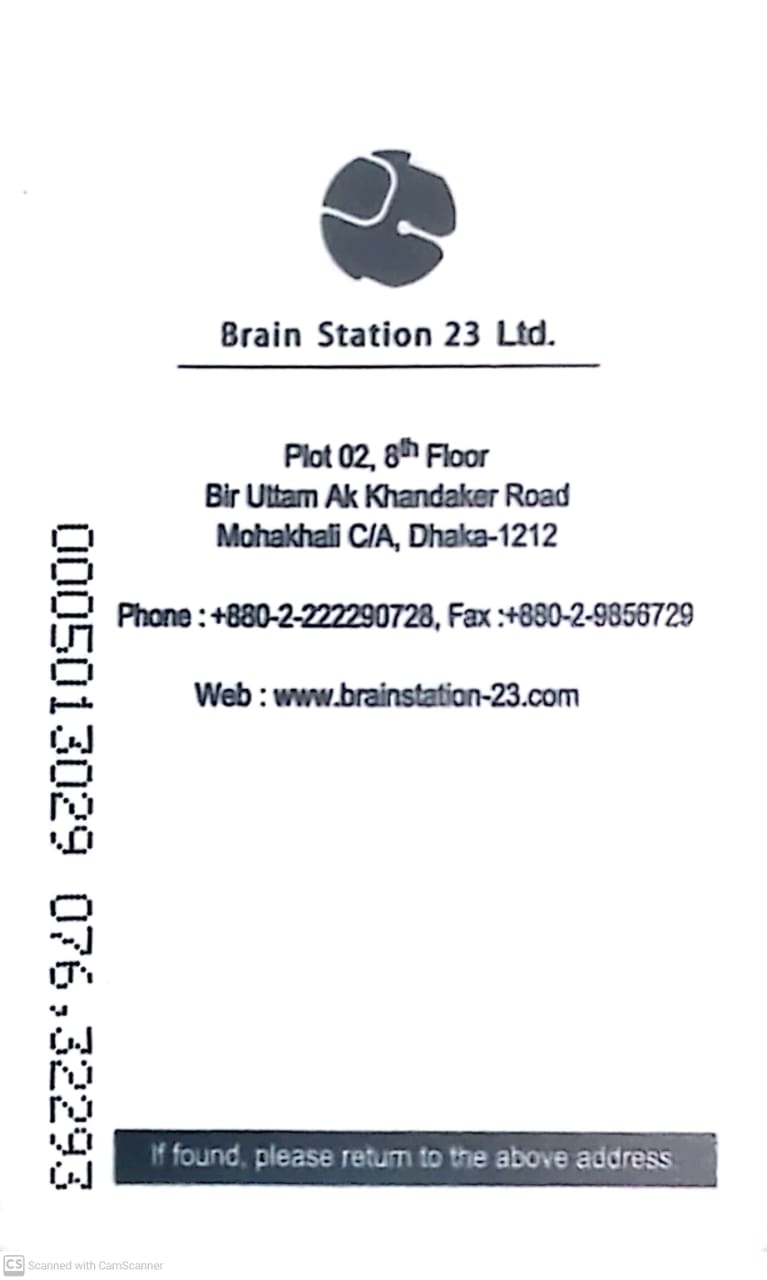 Brain Station 23 Ltd.
Plot 02, 8th Floor
Bir Uttam Ak Khandaker Road
Mohakhali C/A, Dhaka-1212
Phone : +880-2-222290728, Fax :+880-2-9856729
Web : www.brainstation-23.com
0005013029 076,32293
If found, please return to the above address.
CS Scanned with CamScanner